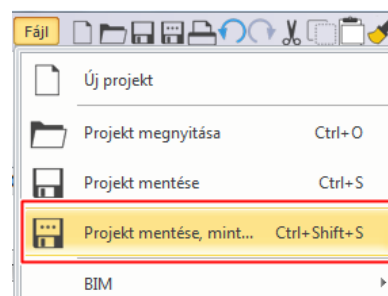 Fájl
Új projekt
Projekt megnyitása Ctrl+O
Projekt mentése Ctrl+S
Projekt mentése, mint... Ctrl+Shift+S
BIM